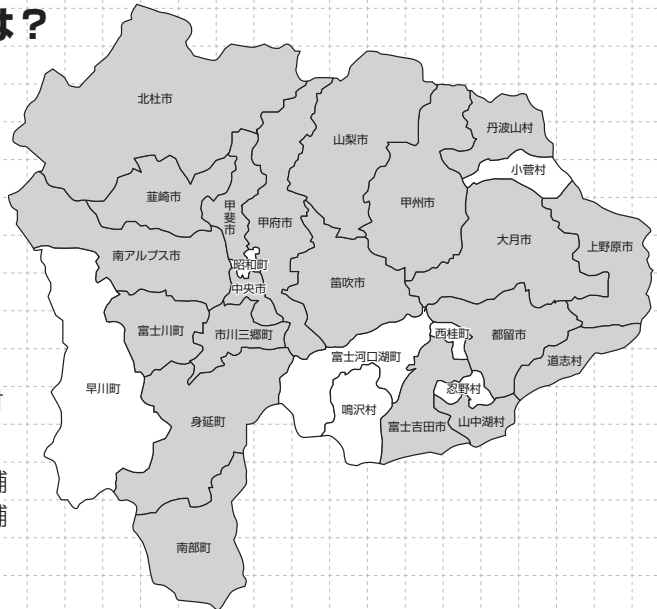 は？
北杜市
丹波山村
山梨市
小菅村
韮崎市
甲州市
甲斐市
甲府市
大月市
上野原市
南アルプス市
昭和町
笛吹市
中央市
富士川町
市川三郷町
西桂町
都留市
富士河口湖町
道志村
早川町
忍野村
鳴沢村
身延町
富士吉田市
山中湖村
南部町